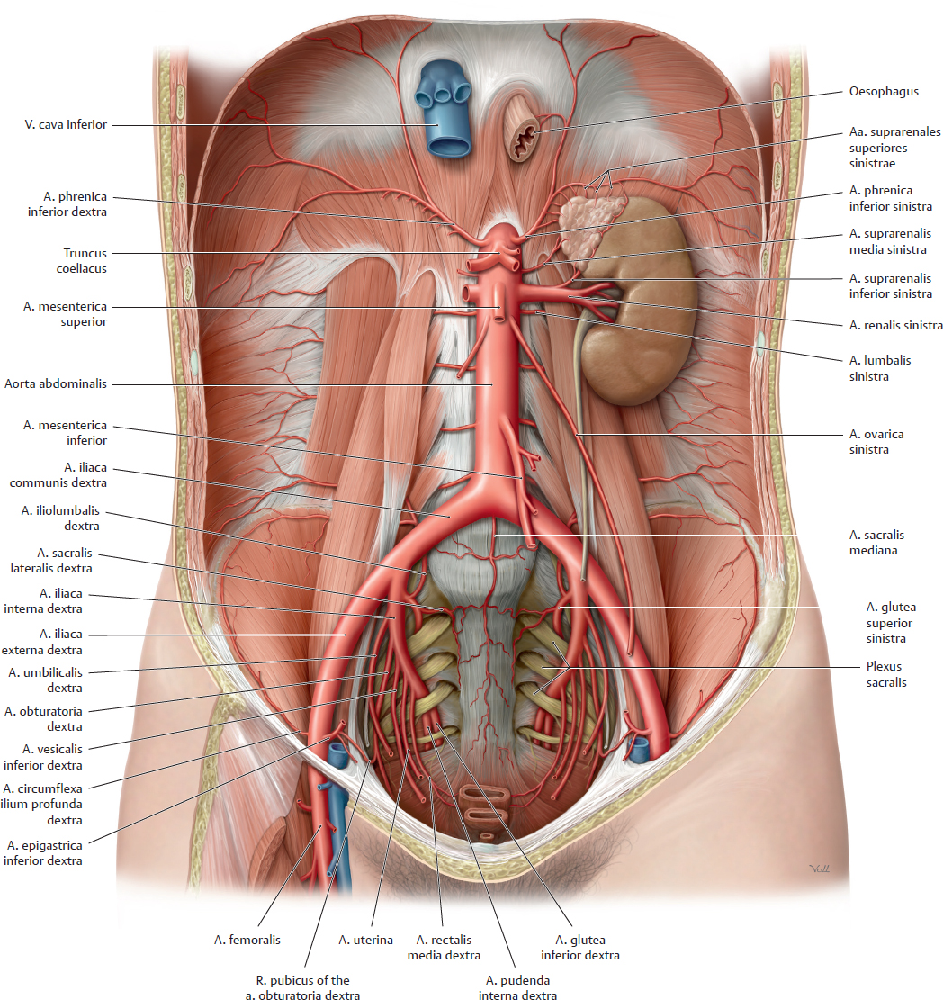 V. cava inferior
A. phrenica
inferior dextra
Truncus
coeliacus
A. mesenterica
superior
Aorta abdominalis
A. mesenterica
inferior
A. iliaca
communis dextra
A. iliolumbalis
dextra
A. sacralis
lateralis dextra
A. iliaca
interna dextra
A. iliaca
externa dextra
A. umbilicalis
dextra
A. obturatoria
dextra
A. vesicalis
inferior dextra
A. circumflexa
ilium profunda
dextra
A. epigastrica
inferior dextra
Oesophagus
Aa. suprarenales
superiores
sinistrae
A. phrenica
inferior sinistra
A. suprarenalis
media sinistra
A. suprarenalis
inferior sinistra
A. renalis sinistra
A. lumbalis
sinistra
A. ovarica
sinistra
A. sacralis
mediana
A. glutea
superior
sinistra
Plexus
sacralis
Voll
A. femoralis
A. uterina
A. rectalis
media dextra
A. glutea
inferior dextra
R. pubicus of the
a. obturatoria dextra
A. pudenda
interna dextra